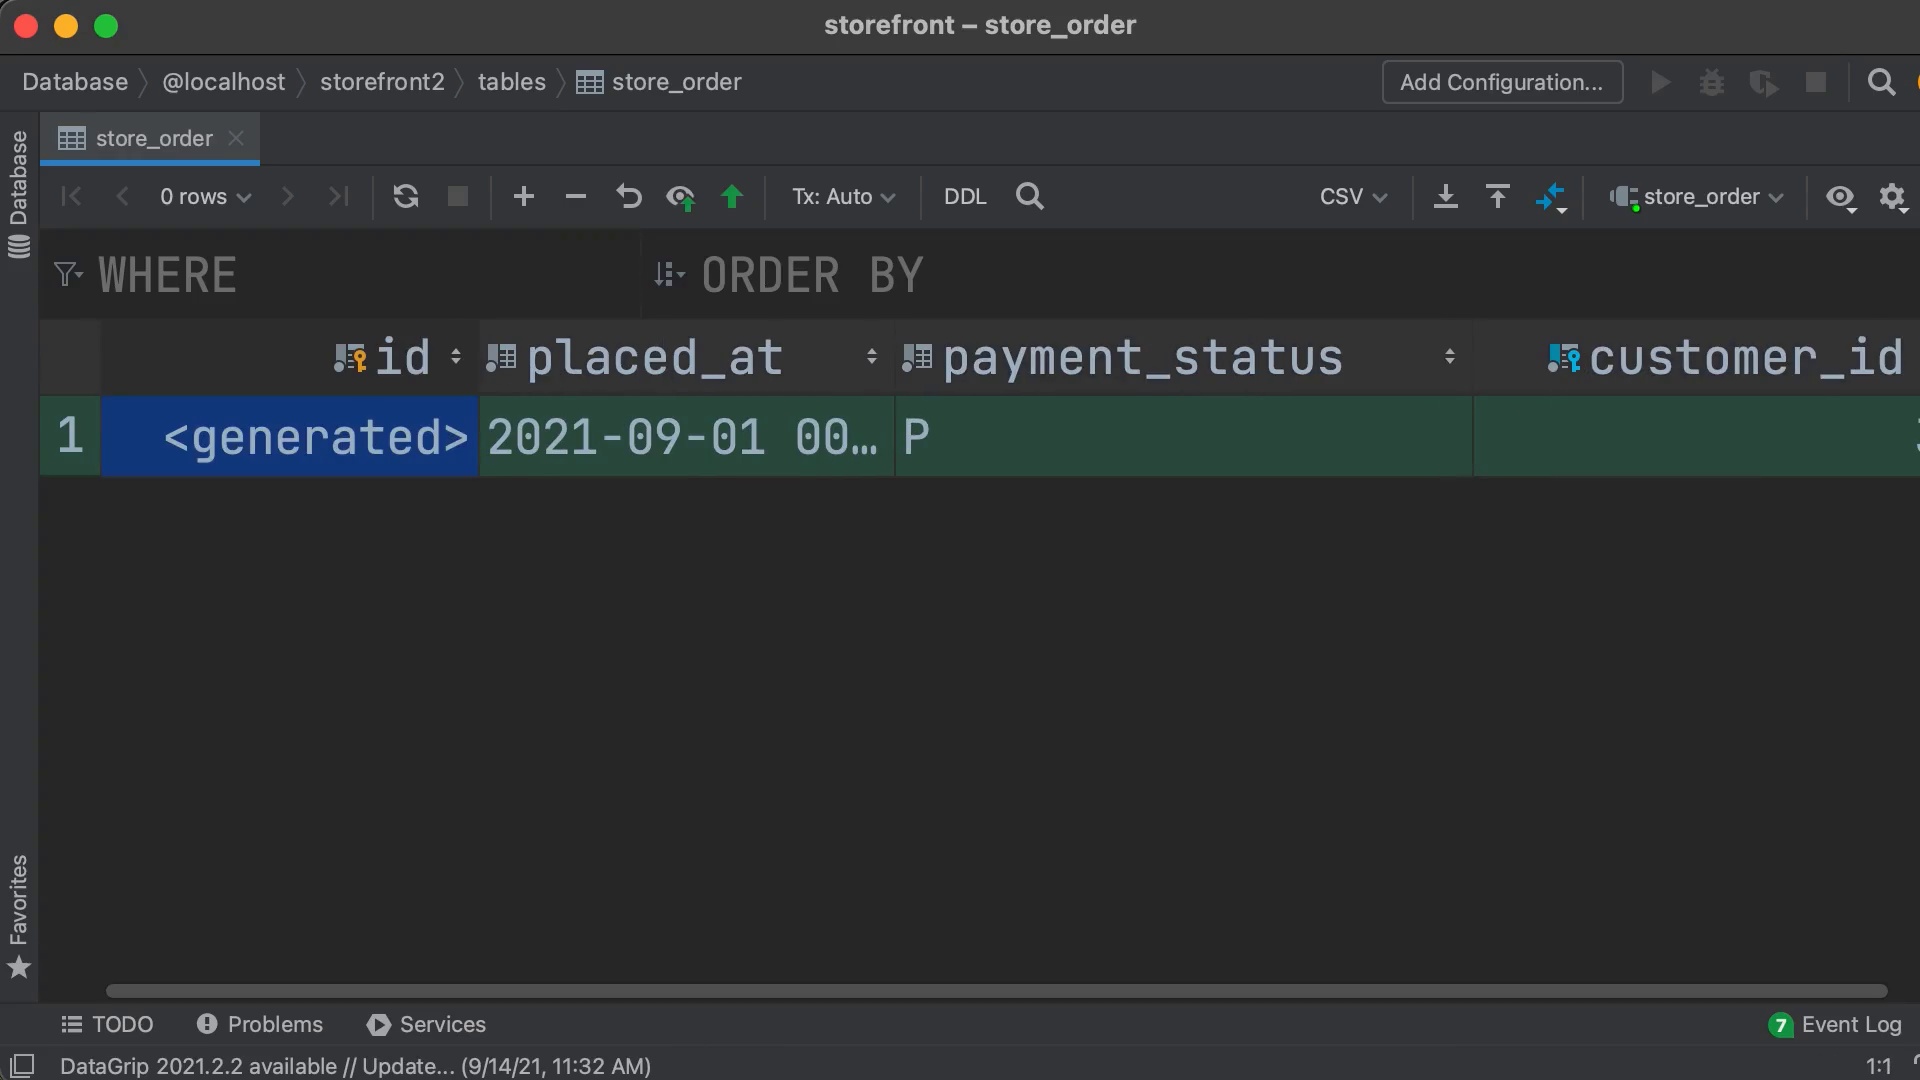 storefront – store_order
Database @localhost storefront2 tables store_order Add Configuration...
store_order
Database
0 rows Tx: Auto DDL CSV store_order
WHERE ORDER BY
id placed_at payment_status customer_id
1 <generated> 2021-09-01 00… P
Favorites
TODO Problems Services 7 Event Log
DataGrip 2021.2.2 available // Update... (9/14/21, 11:32 AM) 1:1